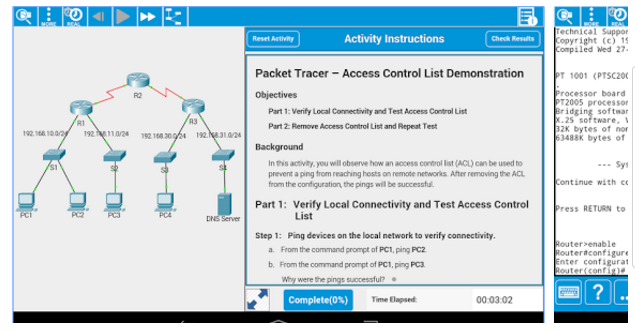 MORE
REAL
Reset Activity
Activity Instructions
Check Results
Packet Tracer – Access Control List Demonstration
Objectives
Part 1: Verify Local Connectivity and Test Access Control List
Part 2: Remove Access Control List and Repeat Test
Background
In this activity, you will observe how an access control list (ACL) can be used to
prevent a ping from reaching hosts on remote networks. After removing the ACL
from the configuration, the pings will be successful.
Part 1: Verify Local Connectivity and Test Access Control
List
Step 1: Ping devices on the local network to verify connectivity.
a. From the command prompt of PC1, ping PC2.
b. From the command prompt of PC1, ping PC3.
Why were the pings successful?
Complete(0%)
Time Elapsed:
00:03:02
R2
R1
R3
192.168.10.0/24
192.168.11.0/24
192.168.30.0/24
192.168.31.0/24
S1
S2
S3
S4
PC1
PC2
PC3
PC4
DNS Server
MORE
REAL
Technical Suppor
Copyright (c) 19
Compiled Wed 27-
PT 1001 (PTSC200
Processor board
PT2005 processor
Bridging software
X.25 software, V
32K bytes of non
63488K bytes of
--- Sys
Continue with co
Press RETURN to
Router>enable
Router#configure
Enter configurat
Router(config)#